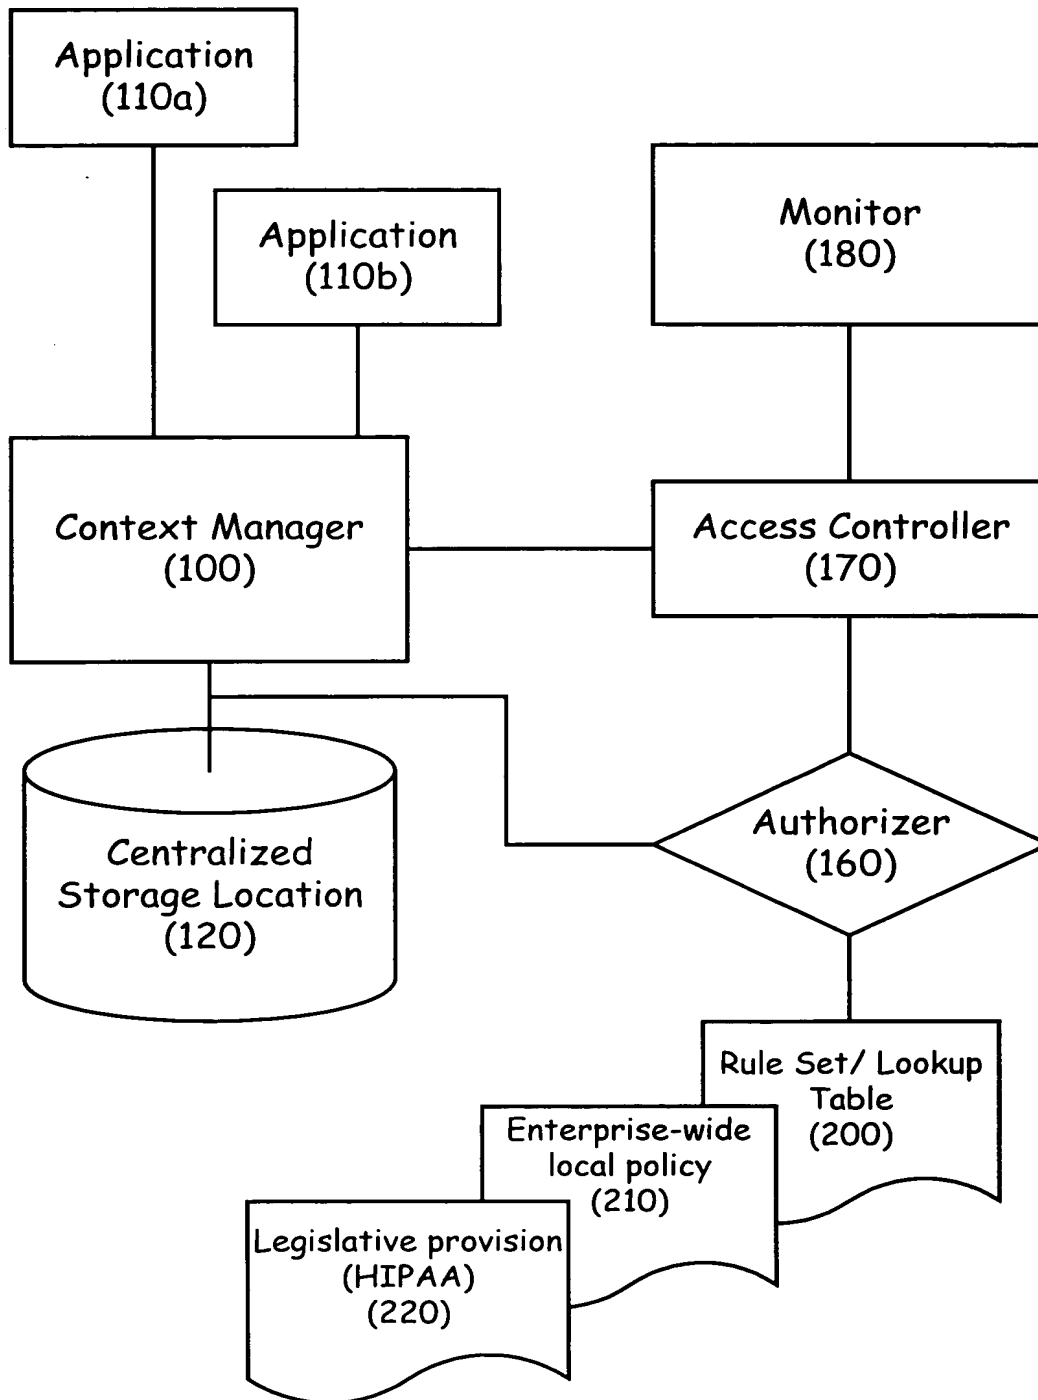 Application
(110a)
Application
(110b)
Monitor
(180)
Context Manager
(100)
Access Controller
(170)
Centralized
Storage Location
(120)
Authorizer
(160)
Rule Set/ Lookup
Table
(200)
Enterprise-wide
local policy
(210)
Legislative provision
(HIPAA)
(220)